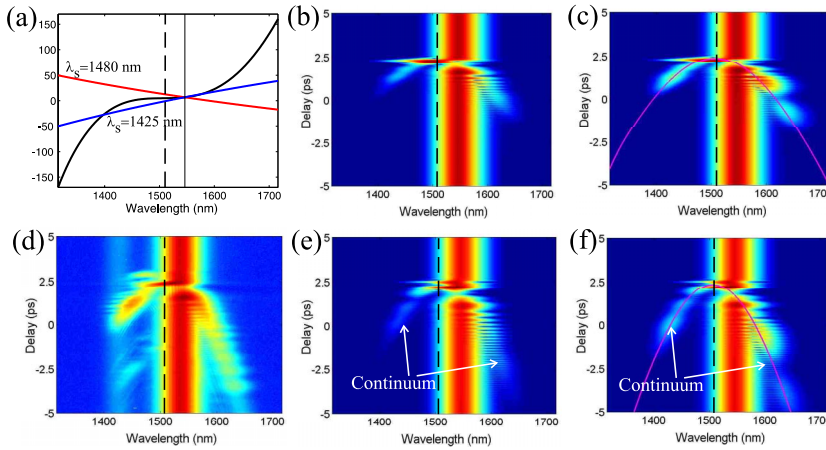 (a)
150
100
50
0
-50
-100
-150
λs=1480 nm
λs=1425 nm
1400 1500 1600 1700
Wavelength (nm)
(b)
5
2.5
0
-2.5
-5
Delay (ps)
1400 1500 1600 1700
Wavelength (nm)
(c)
5
2.5
0
-2.5
-5
Delay (ps)
1400 1500 1600 1700
Wavelength (nm)
(d)
5
2.5
0
-2.5
-5
Delay (ps)
1400 1500 1600 1700
Wavelength (nm)
(e)
5
2.5
0
-2.5
-5
Delay (ps)
Continuum
1400 1500 1600 1700
Wavelength (nm)
(f)
5
2.5
0
-2.5
-5
Delay (ps)
Continuum
1400 1500 1600 1700
Wavelength (nm)